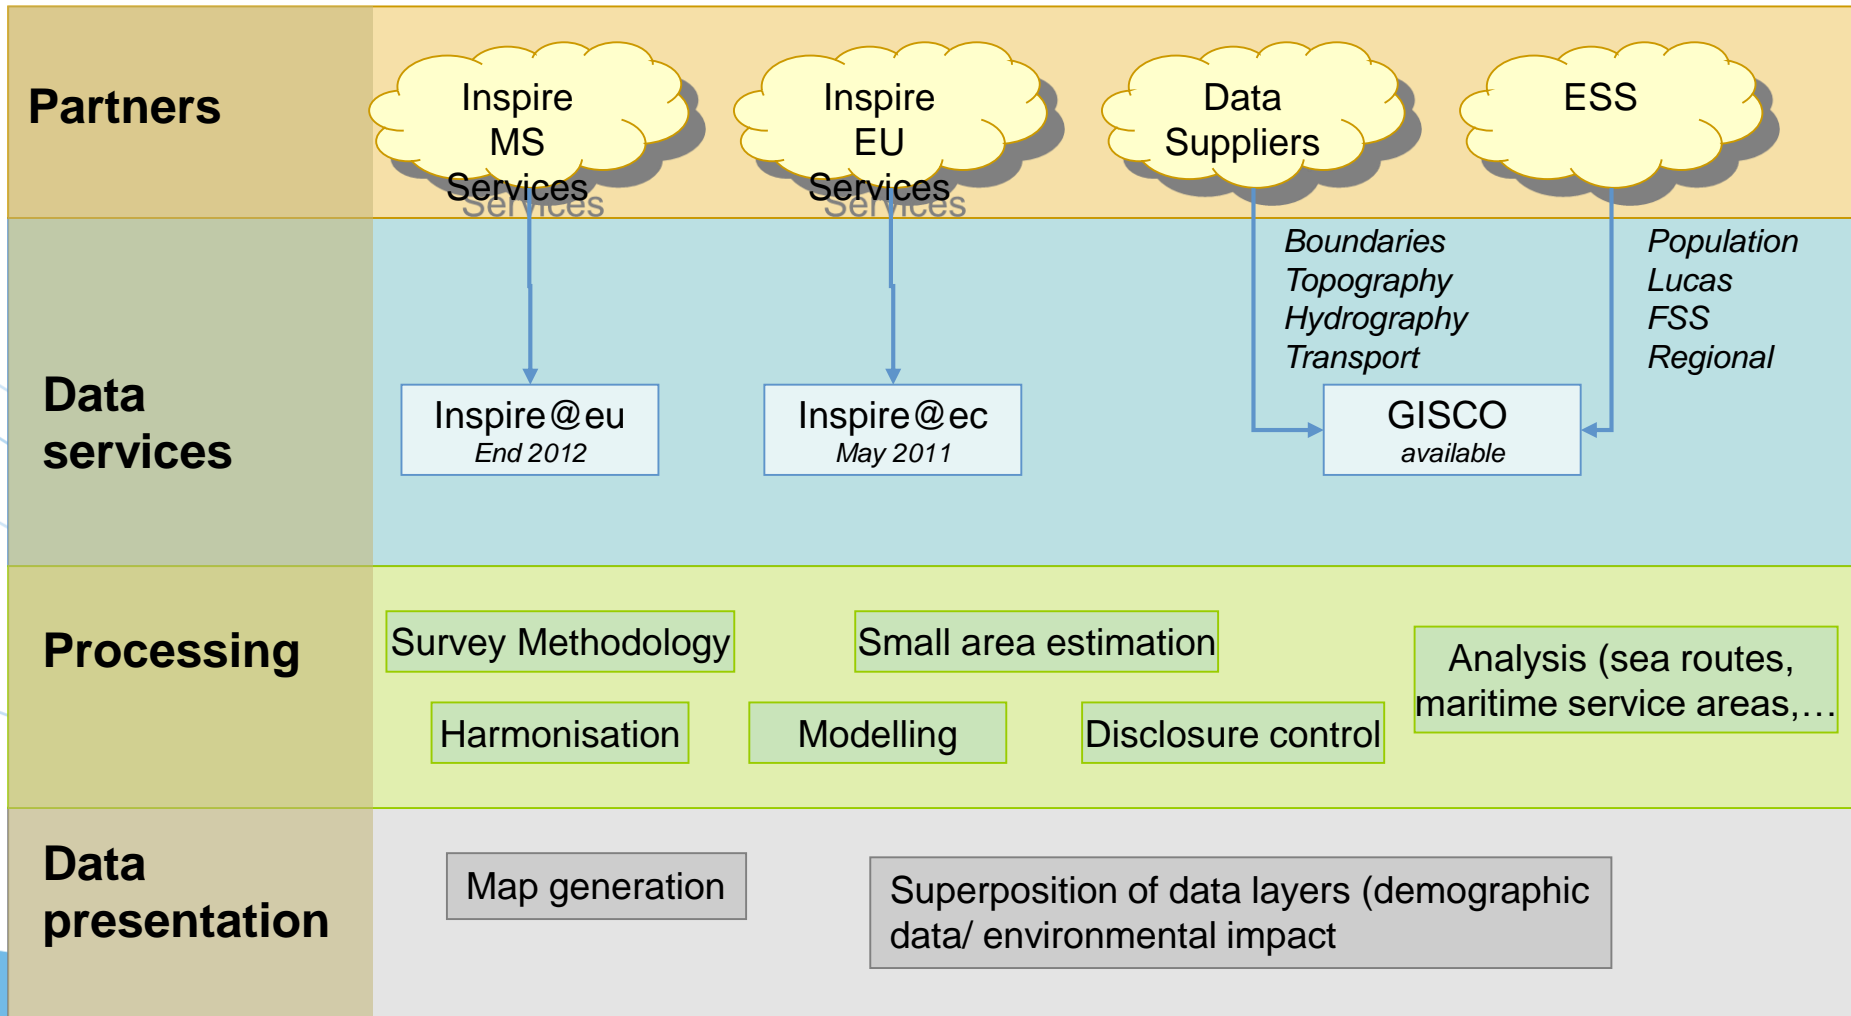 Partners
Inspire
MS
Services
Inspire
EU
Services
Data
Suppliers
ESS
Boundaries
Topography
Hydrography
Transport
Population
Lucas
FSS
Regional
Data
services
Inspire@eu
End 2012
Inspire@ec
May 2011
GISCO
available
Processing
Survey Methodology
Small area estimation
Analysis (sea routes,
maritime service areas,…
Harmonisation
Modelling
Disclosure control
Data
presentation
Map generation
Superposition of data layers (demographic
data/ environmental impact